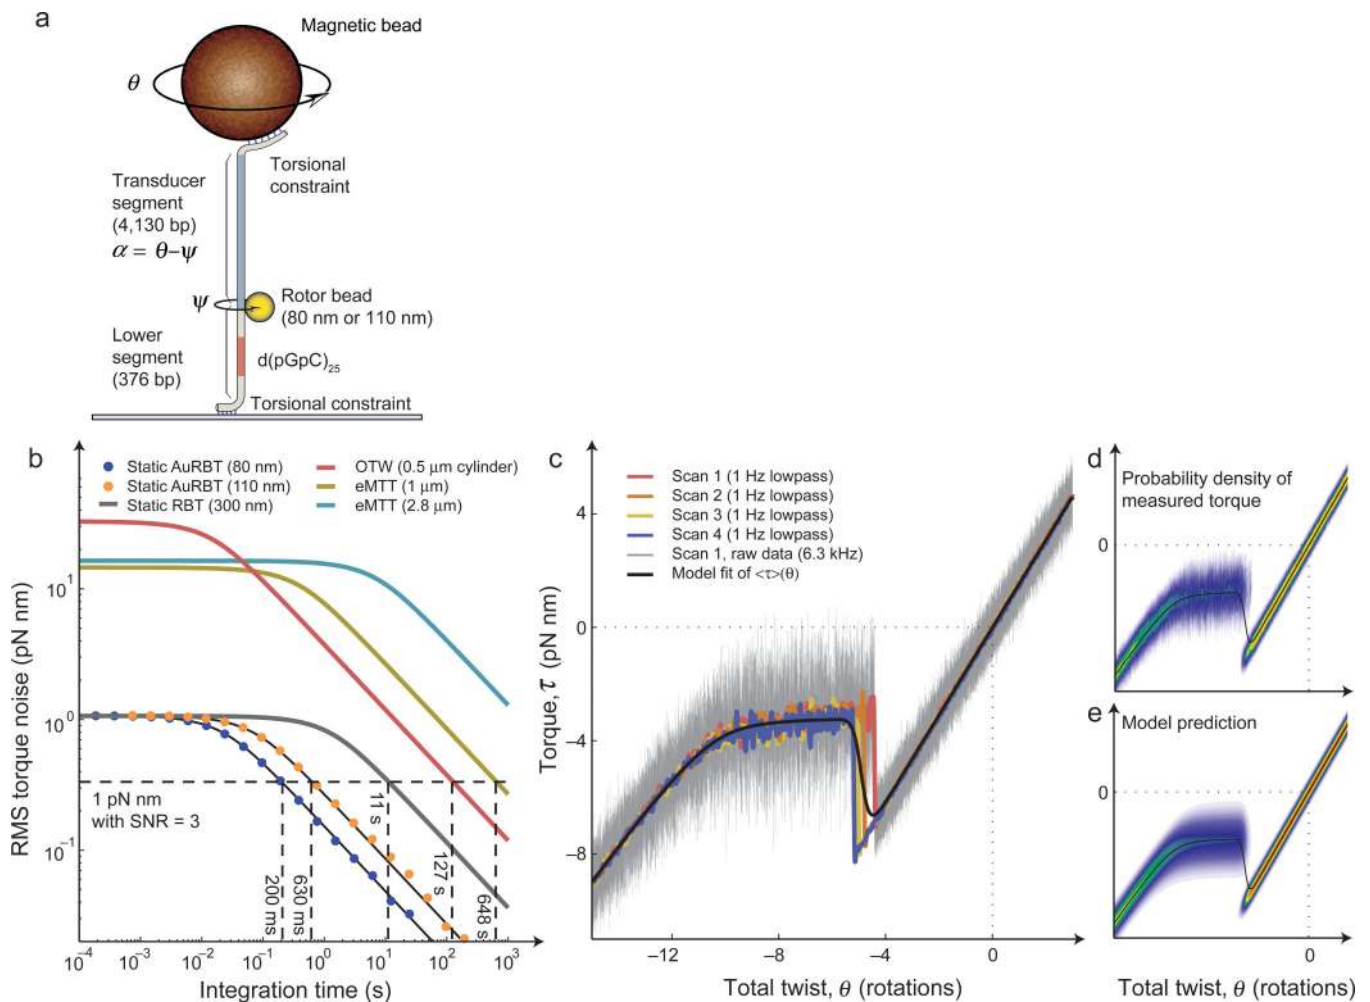 a
Magnetic bead
θ
Torsional
constraint
Transducer
segment
(4,130 bp)
α = θ–ψ
ψ
Rotor bead
(80 nm or 110 nm)
Lower
segment
(376 bp)
d(pGpC)25
Torsional constraint
b
Static AuRBT (80 nm)
Static AuRBT (110 nm)
Static RBT (300 nm)
OTW (0.5 μm cylinder)
eMTT (1 μm)
eMTT (2.8 μm)
RMS torque noise (pN nm)
10^1
10^0
10^-1
1 pN nm
with SNR = 3
200 ms
630 ms
11 s
127 s
648 s
10^-4
10^-3
10^-2
10^-1
10^0
10^1
10^2
10^3
Integration time (s)
c
Scan 1 (1 Hz lowpass)
Scan 2 (1 Hz lowpass)
Scan 3 (1 Hz lowpass)
Scan 4 (1 Hz lowpass)
Scan 1, raw data (6.3 kHz)
Model fit of <τ>(θ)
Torque, τ (pN nm)
4
0
−4
−8
−12
−8
−4
0
Total twist, θ (rotations)
d
Probability density of
measured torque
0
e
Model prediction
0
0
Total twist, θ (rotations)